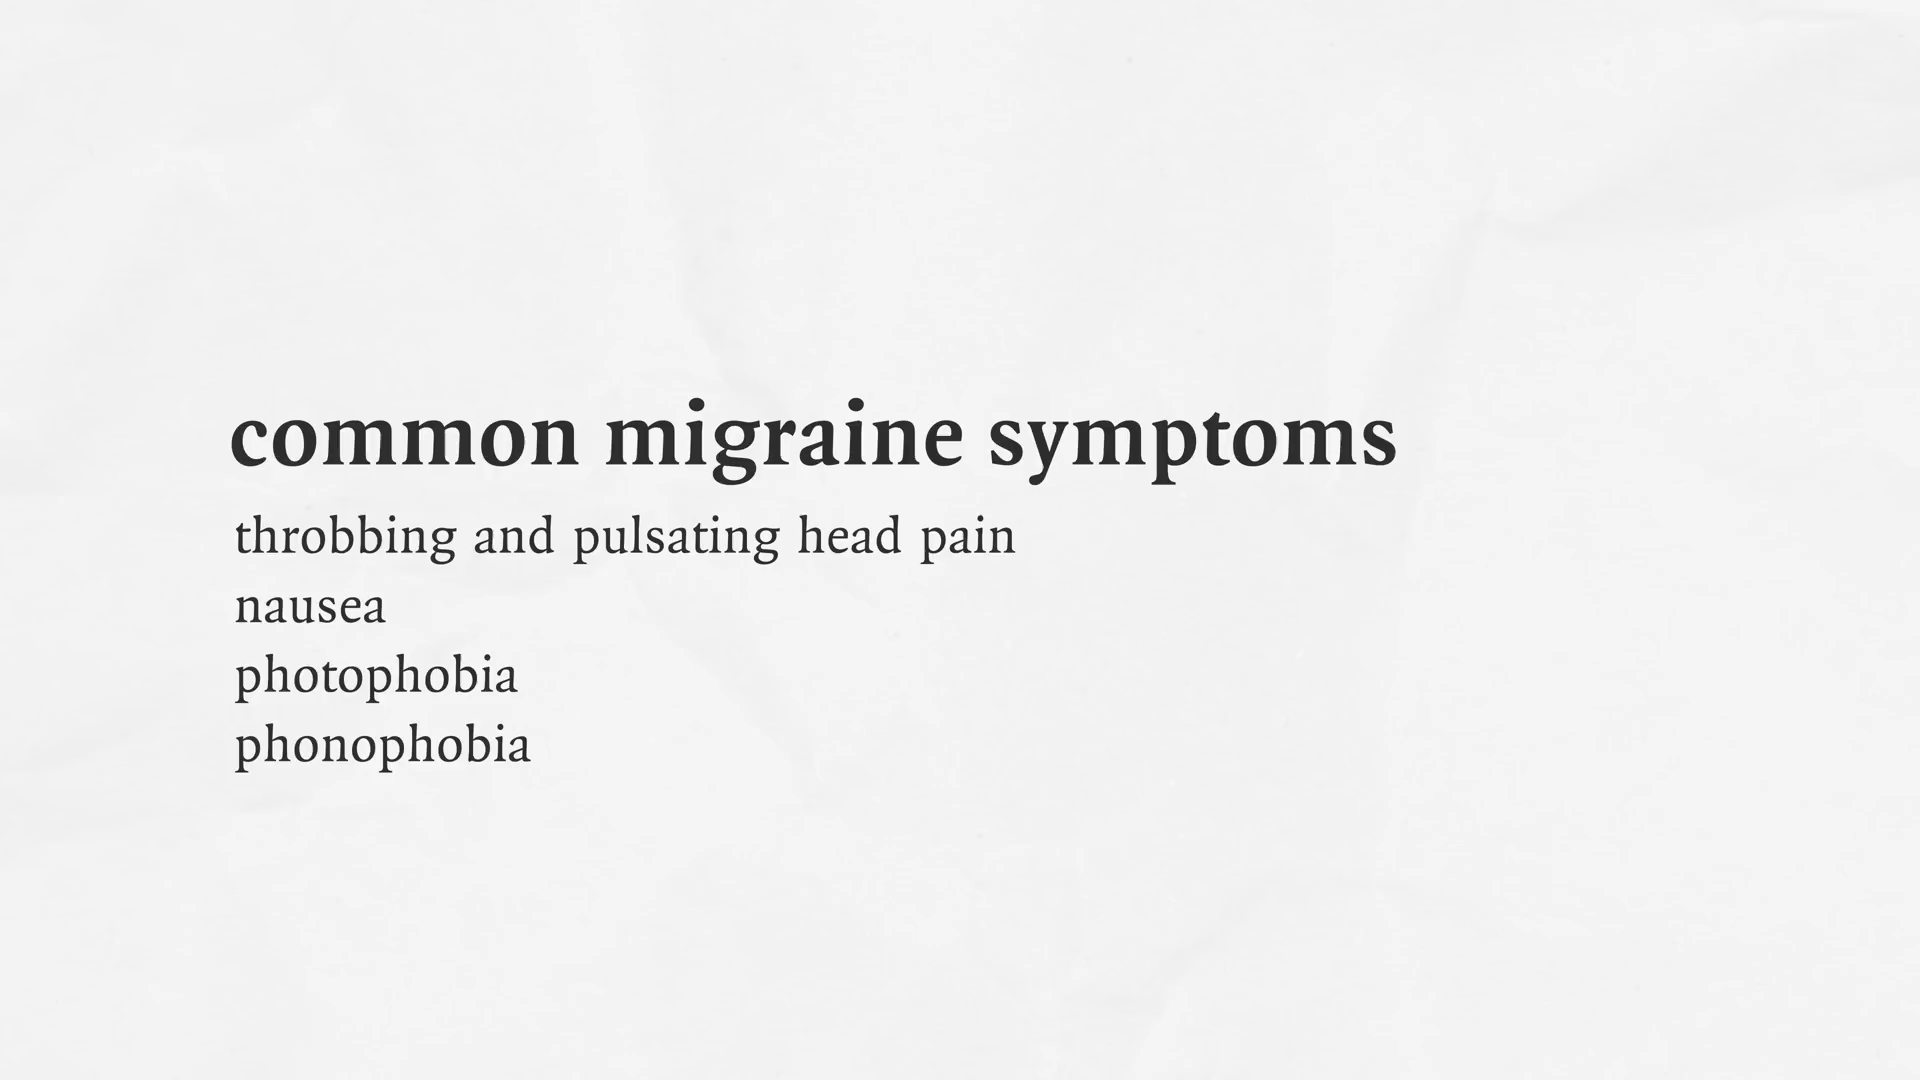 common migraine symptoms
throbbing and pulsating head pain
nausea
photophobia
phonophobia